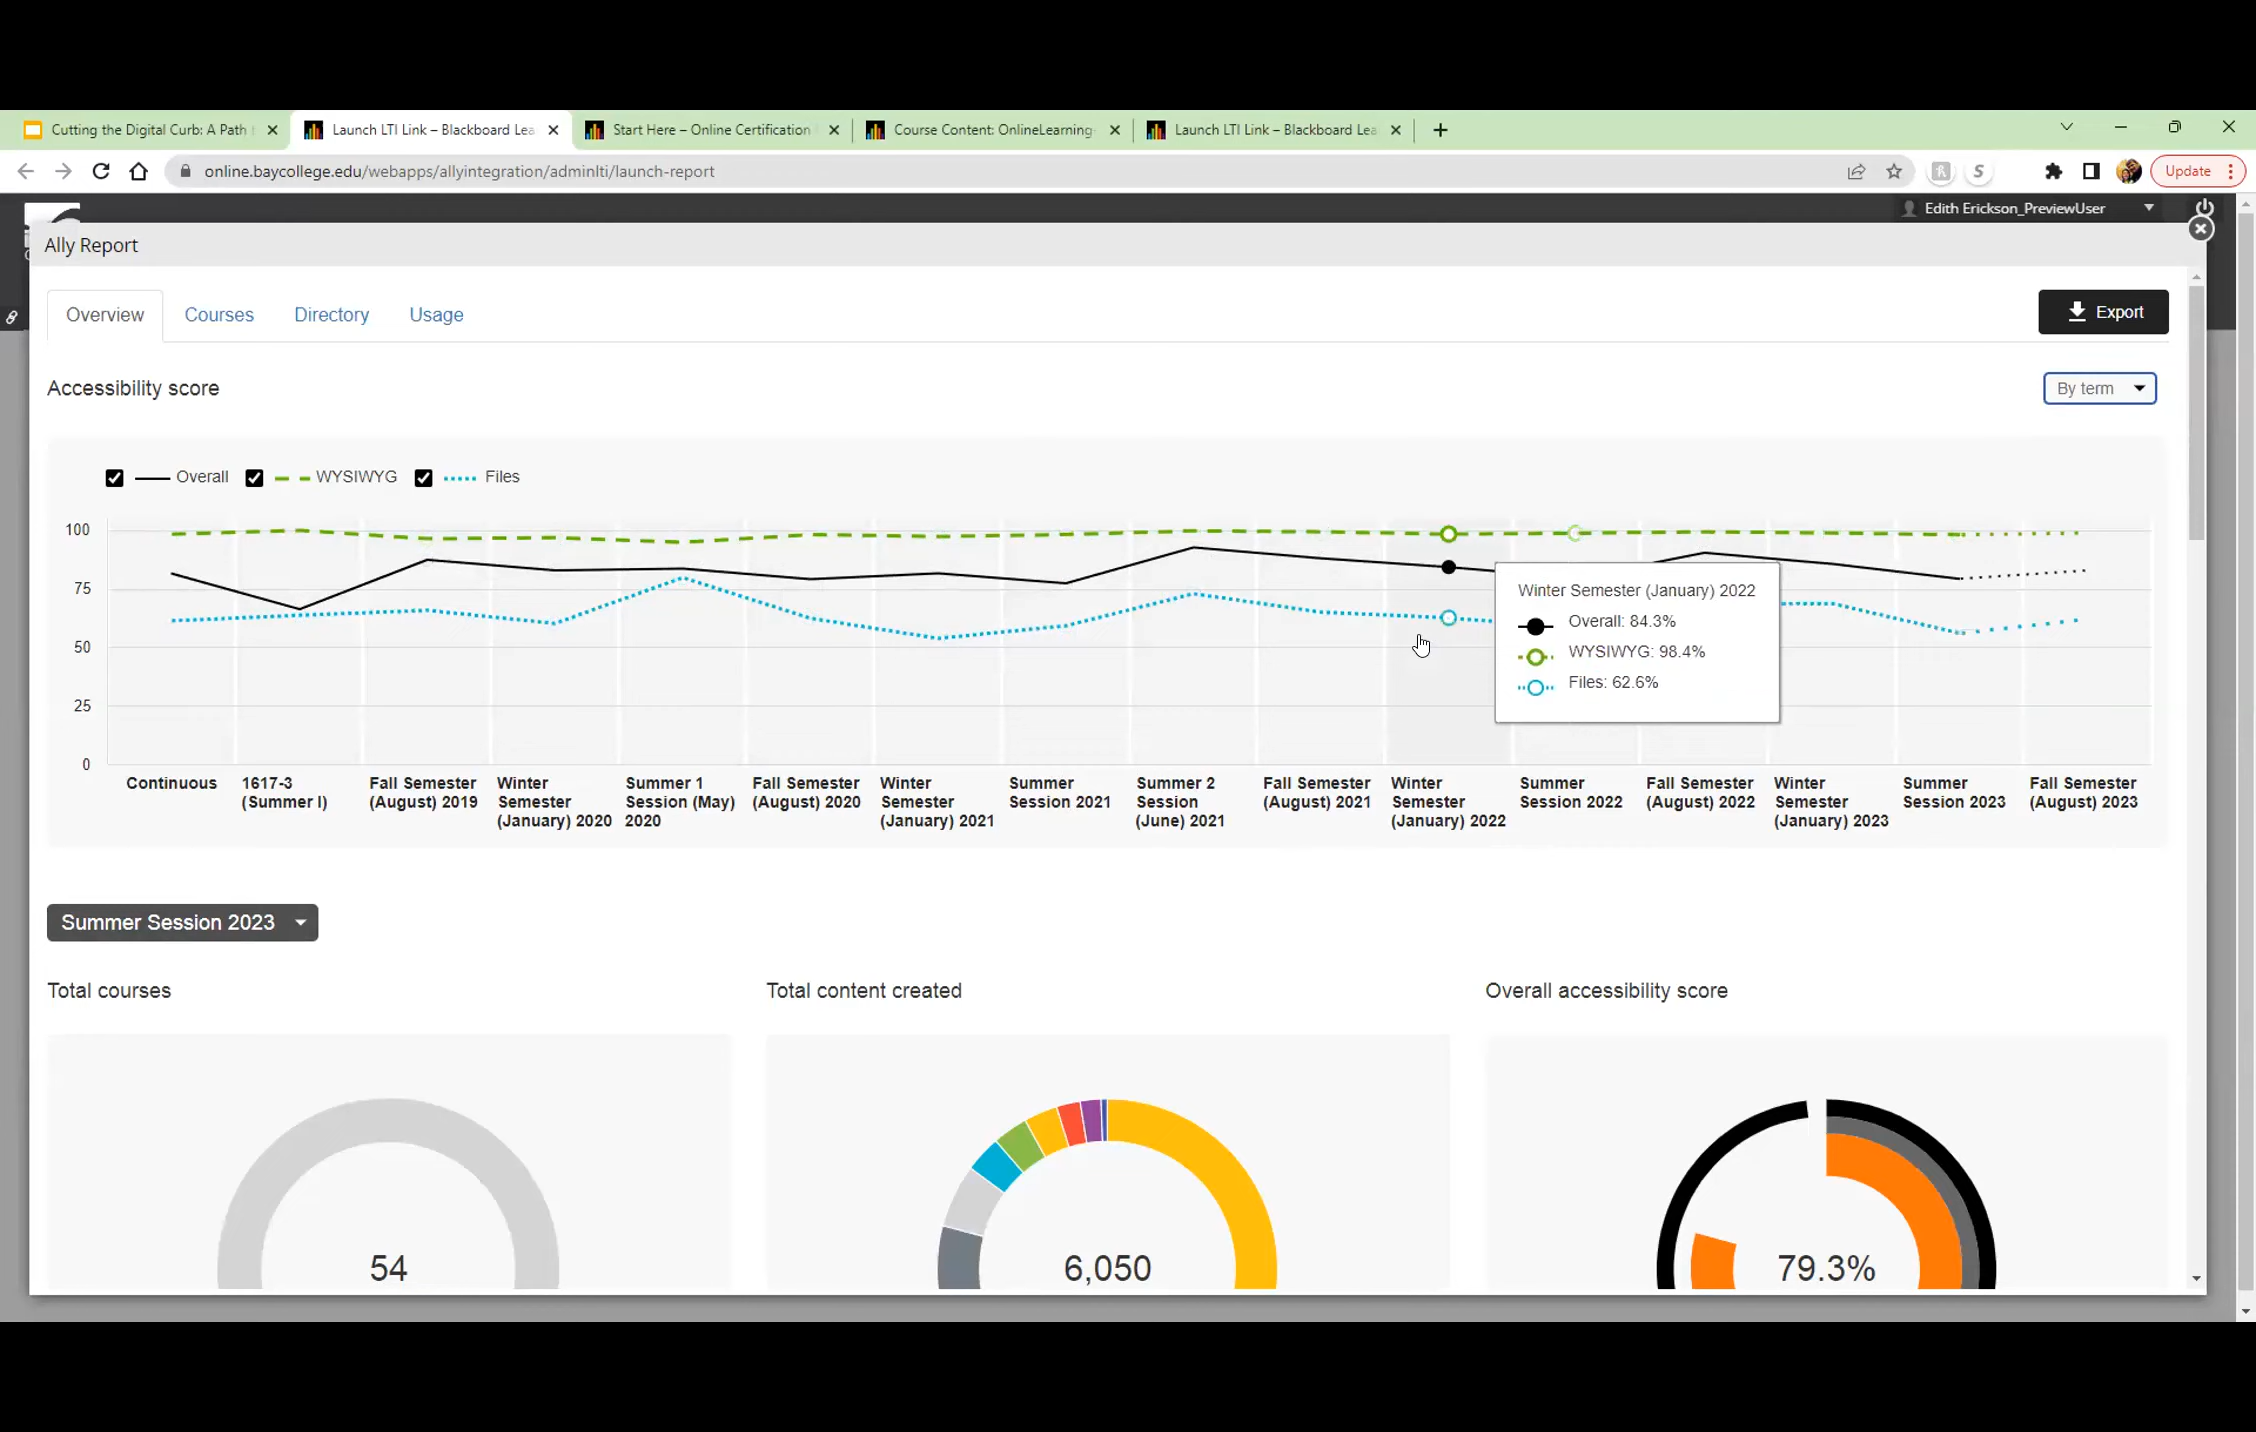 Cutting the Digital Curb: A Path
Launch LTI Link – Blackboard Lea
Start Here – Online Certification
Course Content: OnlineLearning-
Launch LTI Link – Blackboard Lea
online.baycollege.edu/webapps/allyintegration/adminlti/launch-report
Update
Edith Erickson_PreviewUser
Ally Report
Overview
Courses
Directory
Usage
Export
Accessibility score
By term
Overall
WYSIWYG
Files
100
75
50
25
0
Winter Semester (January) 2022
Overall: 84.3%
WYSIWYG: 98.4%
Files: 62.6%
Continuous
1617-3
(Summer I)
Fall Semester
(August) 2019
Winter
Semester
(January) 2020
Summer 1
Session (May)
2020
Fall Semester
(August) 2020
Winter
Semester
(January) 2021
Summer
Session 2021
Summer 2
Session
(June) 2021
Fall Semester
(August) 2021
Winter
Semester
(January) 2022
Summer
Session 2022
Fall Semester
(August) 2022
Winter
Semester
(January) 2023
Summer
Session 2023
Fall Semester
(August) 2023
Summer Session 2023
Total courses
Total content created
Overall accessibility score
54
6,050
79.3%